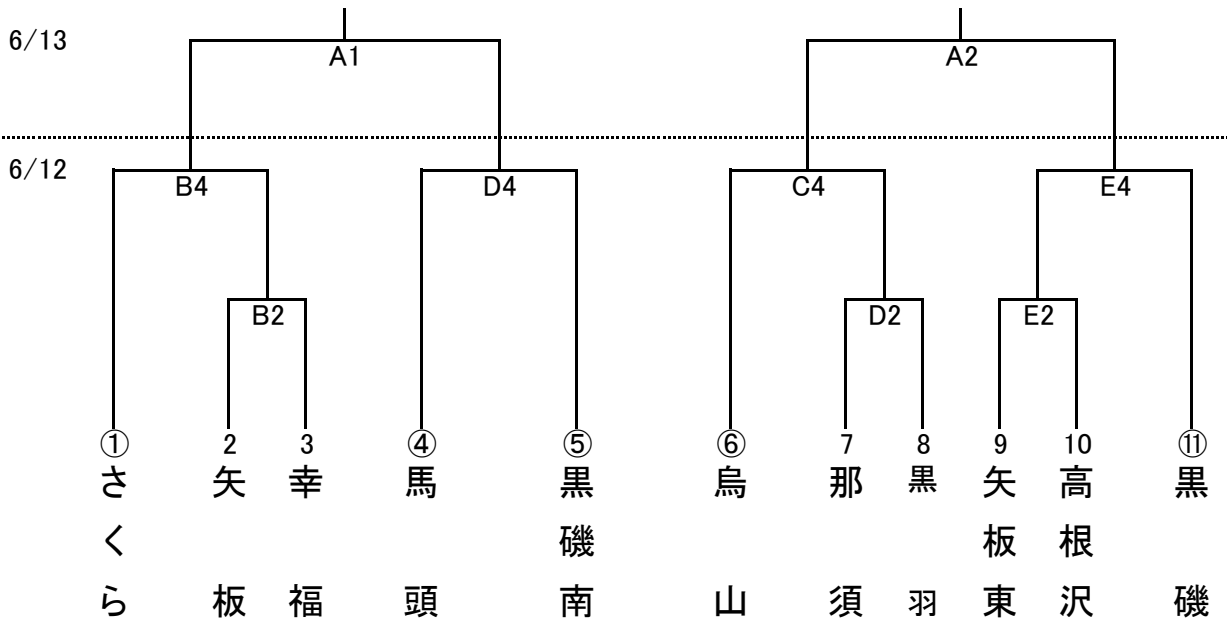 6/13
A1
A2
6/12
B4
D4
C4
E4
B2
D2
E2
①
2
3
④
⑤
⑥
7
8
9
10
⑪
さくら
矢板
幸福
馬頭
黒磯南
烏山
那須
黒羽
矢板東
高根沢
黒磯